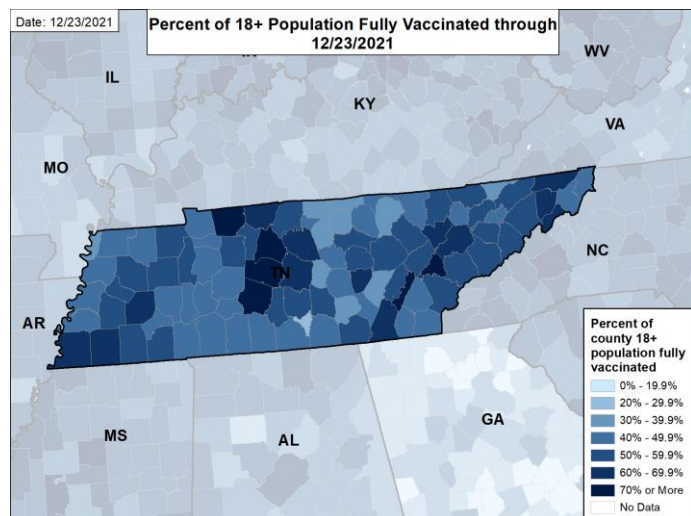 Date: 12/23/2021
Percent of 18+ Population Fully Vaccinated through
12/23/2021
WV
IL
KY
VA
MO
NC
TN
AR
MS
AL
GA
Percent of
county 18+
population fully
vaccinated
0% - 19.9%
20% - 29.9%
30% - 39.9%
40% - 49.9%
50% - 59.9%
60% - 69.9%
70% or More
No Data